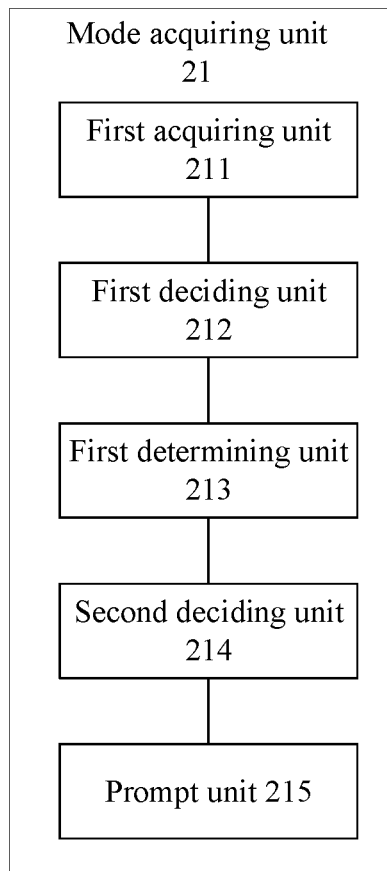 Mode acquiring unit
21
First acquiring unit
211
First deciding unit
212
First determining unit
213
Second deciding unit
214
Prompt unit 215